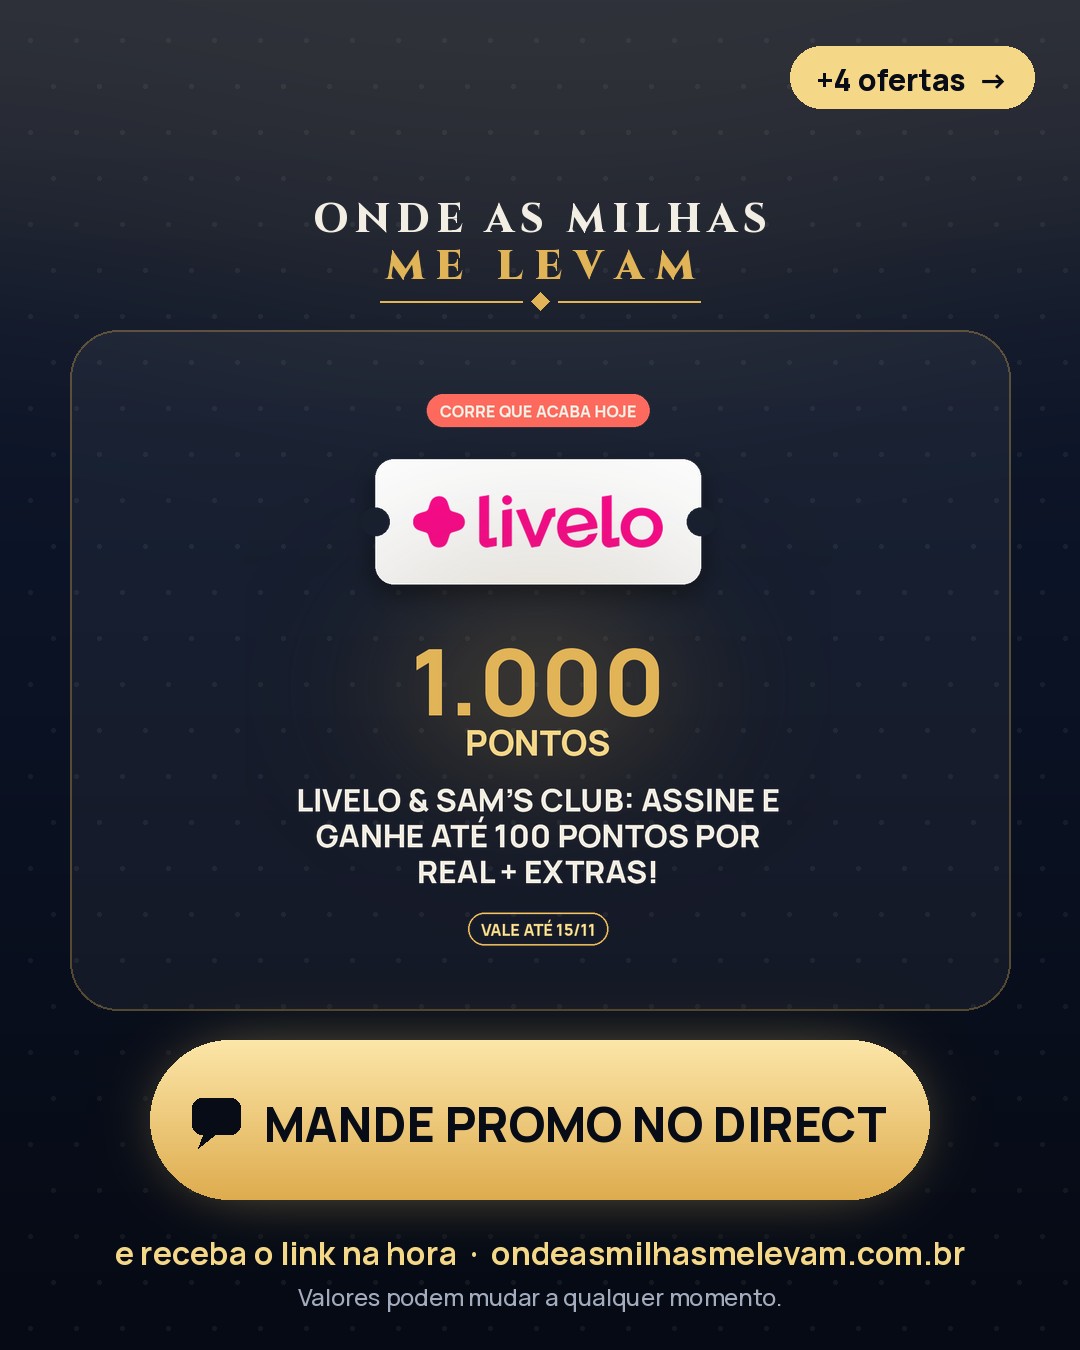 +4 ofertas →
ONDE AS MILHAS
ME LEVAM
CORRE QUE ACABA HOJE
livelo
1.000
PONTOS
LIVELO & SAM’S CLUB: ASSINE E
GANHE ATÉ 100 PONTOS POR
REAL + EXTRAS!
VALE ATÉ 15/11
MANDE PROMO NO DIRECT
e receba o link na hora · ondeasmilhasmelevam.com.br
Valores podem mudar a qualquer momento.